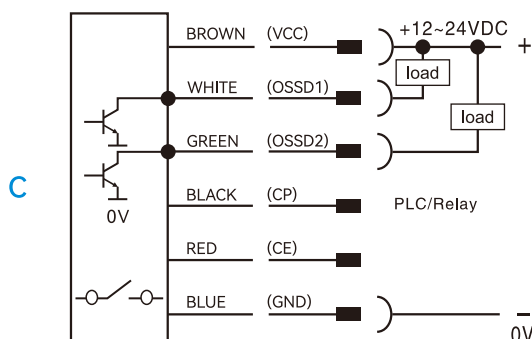 +12~24VDC
BROWN (VCC) +
load
WHITE (OSSD1)
load
GREEN (OSSD2)
C
BLACK (CP) PLC/Relay
0V
RED (CE)
BLUE (GND) −
0V